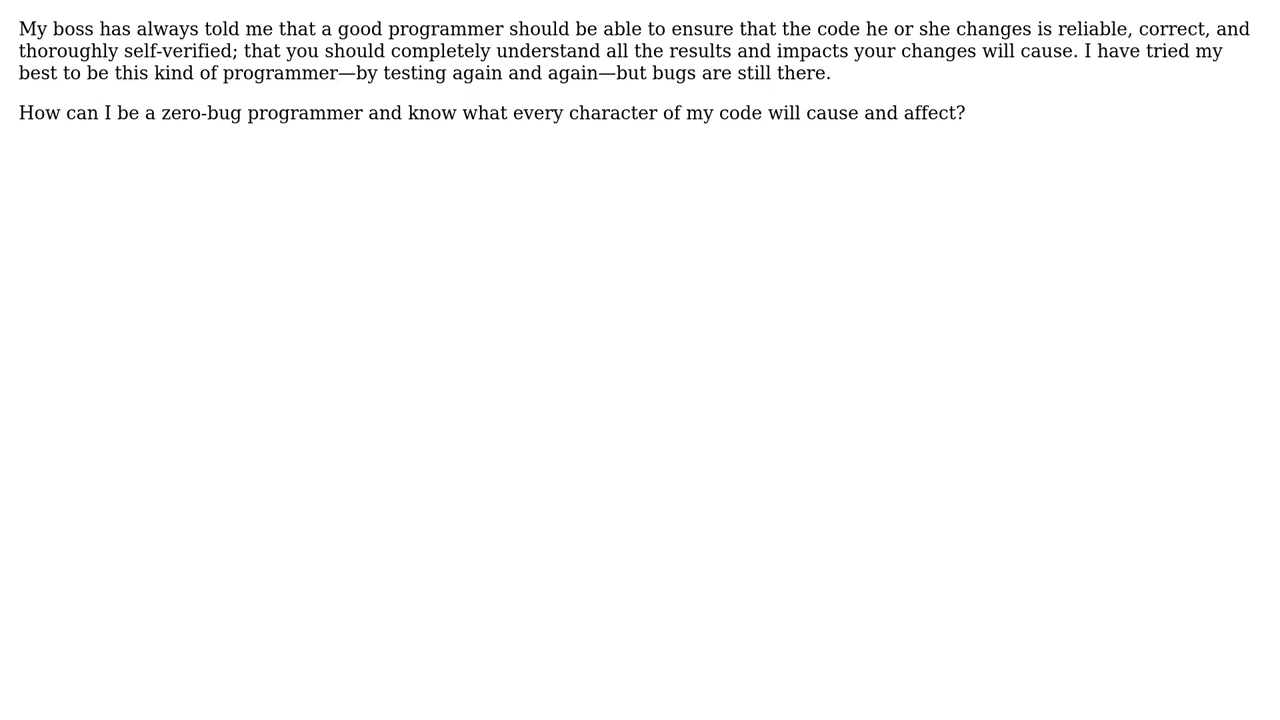 My boss has always told me that a good programmer should be able to ensure that the code he or she changes is reliable, correct, and
thoroughly self-verified; that you should completely understand all the results and impacts your changes will cause. I have tried my
best to be this kind of programmer—by testing again and again—but bugs are still there.
How can I be a zero-bug programmer and know what every character of my code will cause and affect?